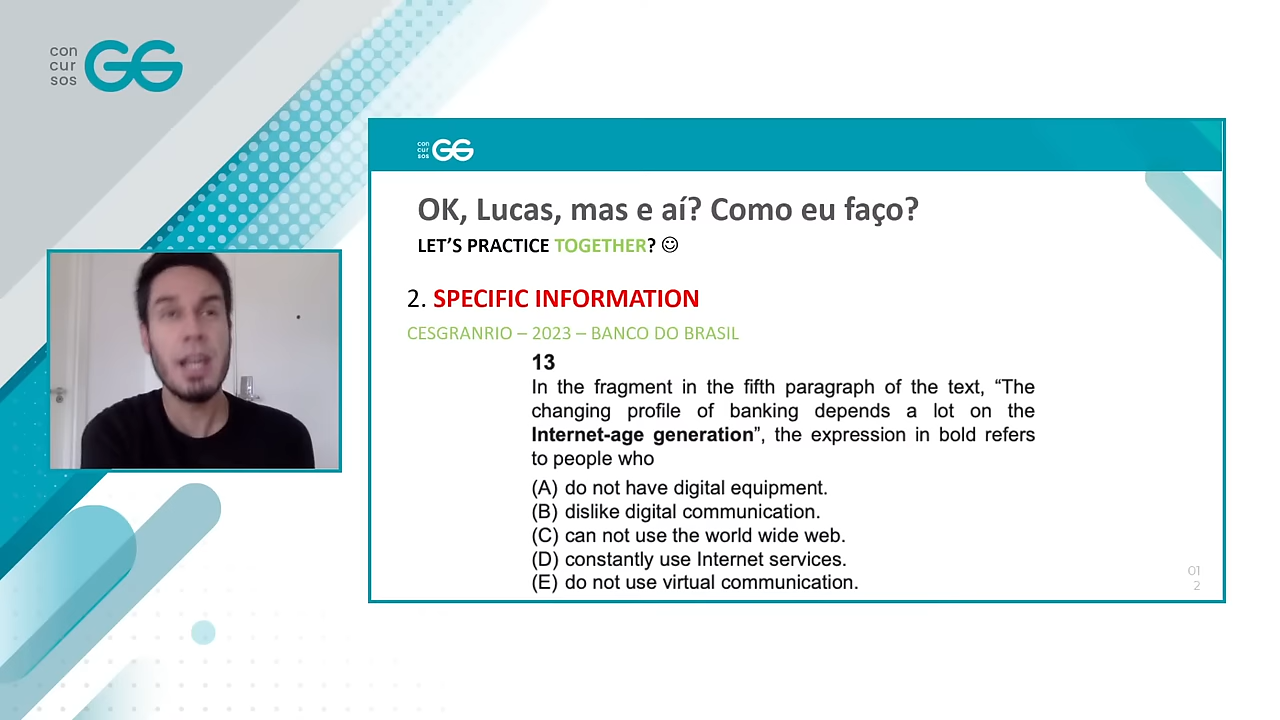 con
cur
sos
GG
con
cur
sos
GG
OK, Lucas, mas e aí? Como eu faço?
LET'S PRACTICE TOGETHER? ☺
2. SPECIFIC INFORMATION
CESGRANRIO – 2023 – BANCO DO BRASIL
13
In the fragment in the fifth paragraph of the text, “The
changing profile of banking depends a lot on the
Internet-age generation”, the expression in bold refers
to people who
(A) do not have digital equipment.
(B) dislike digital communication.
(C) can not use the world wide web.
(D) constantly use Internet services.
(E) do not use virtual communication.
01
2